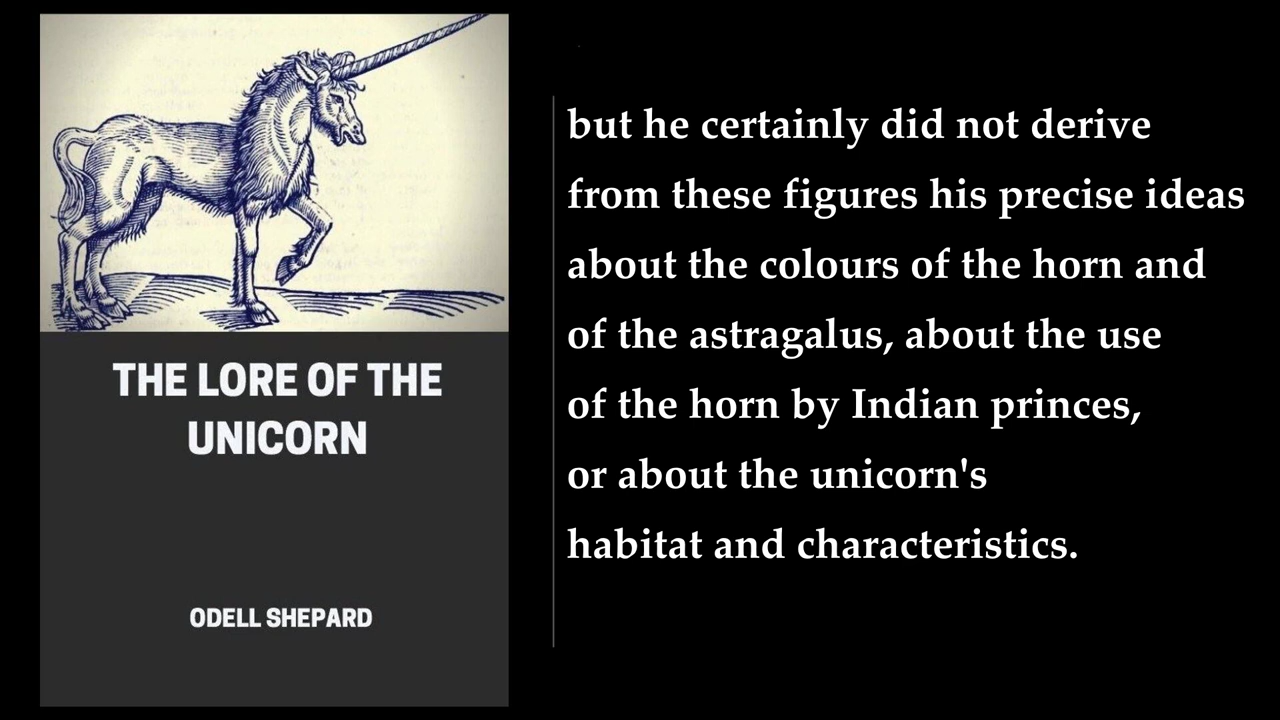 THE LORE OF THE
UNICORN
ODELL SHEPARD
but he certainly did not derive
from these figures his precise ideas
about the colours of the horn and
of the astragalus, about the use
of the horn by Indian princes,
or about the unicorn's
habitat and characteristics.